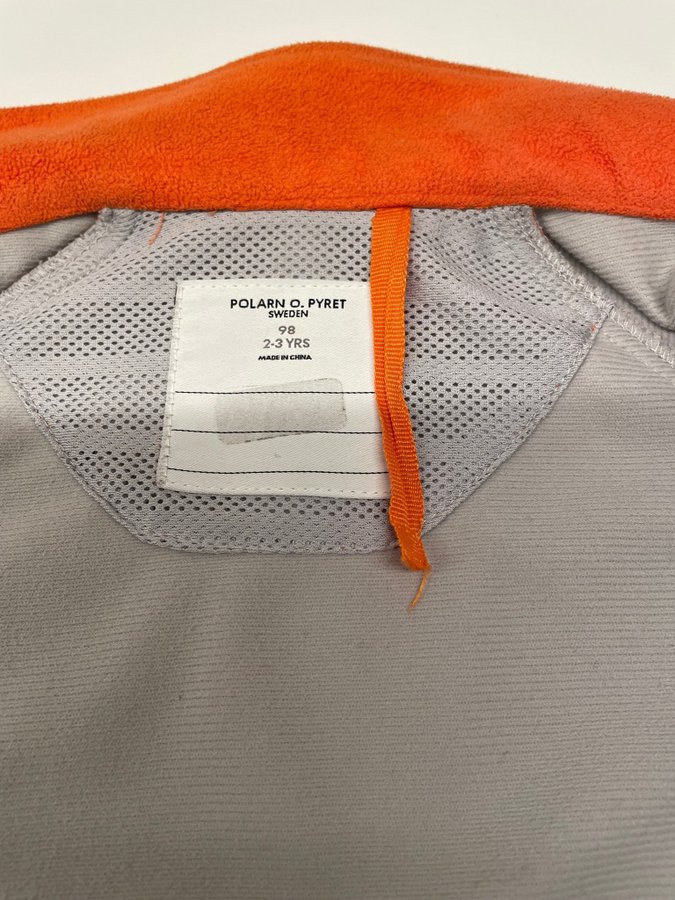 POLARN O. PYRET
SWEDEN
98
2-3 YRS
MADE IN CHINA